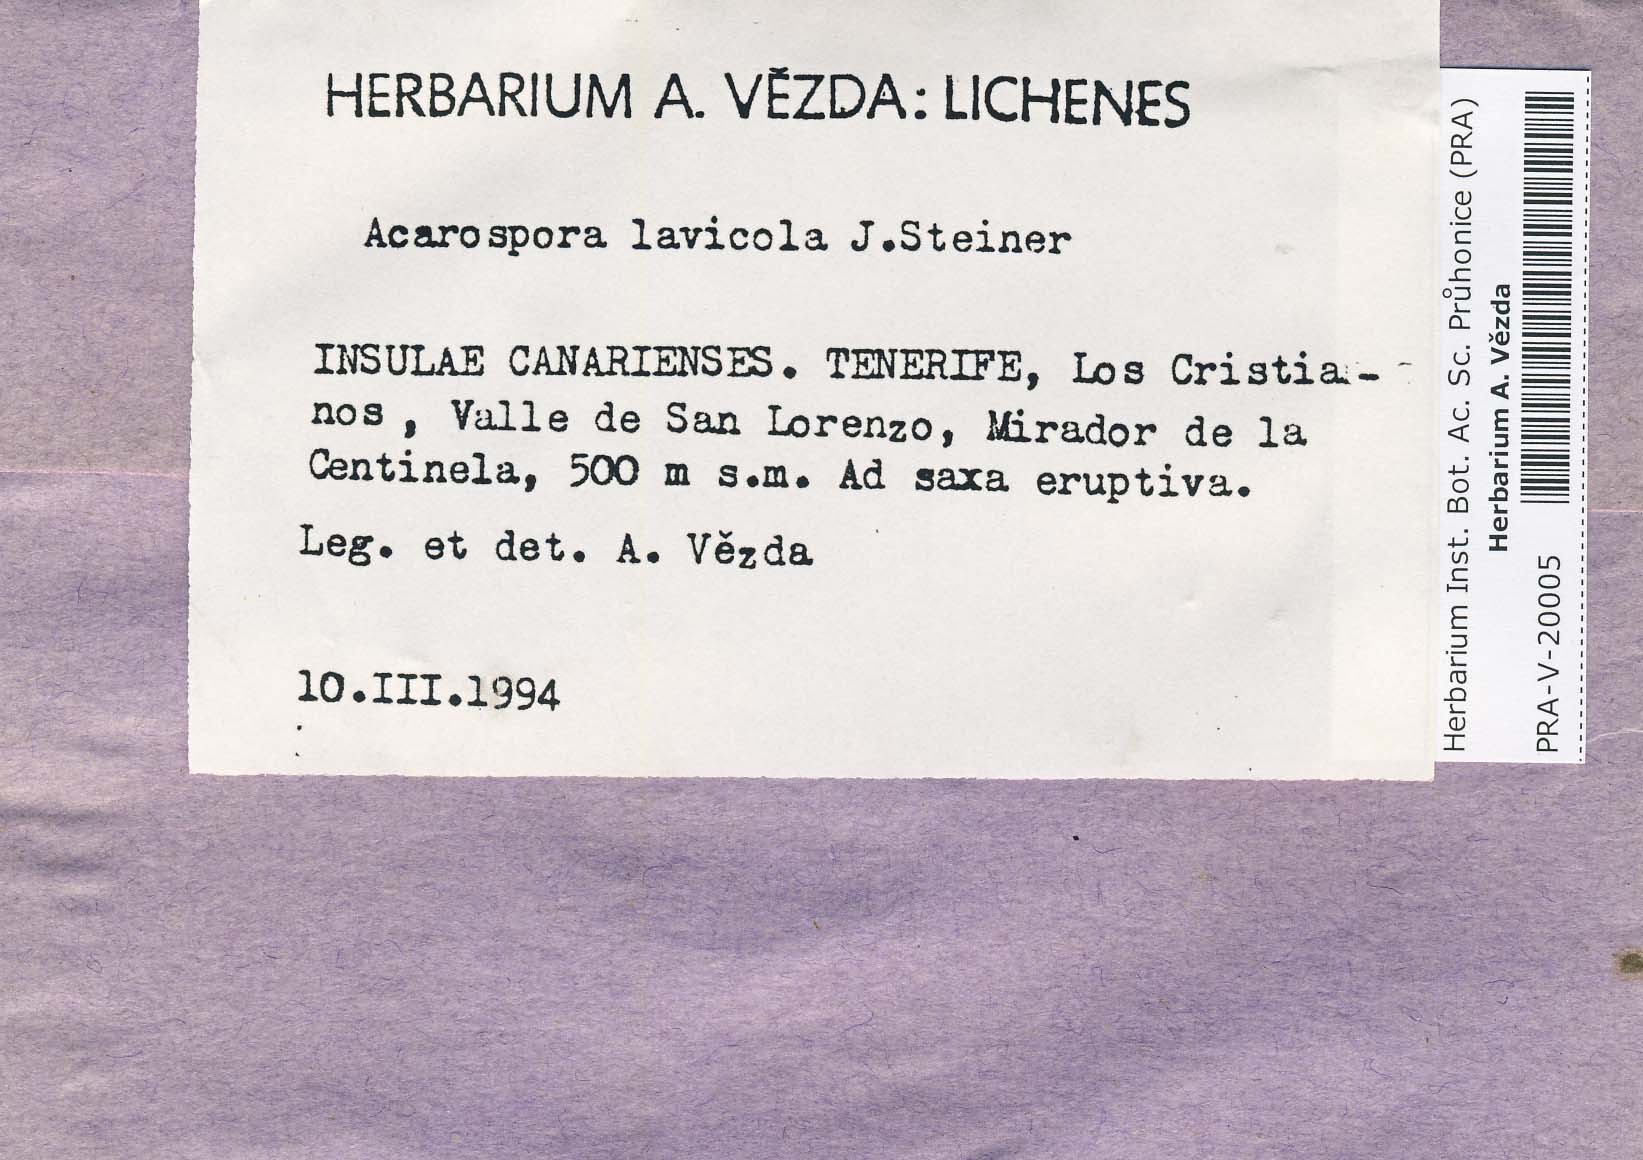 HERBARIUM A. VĚZDA: LICHENES
Acarospora lavicola J.Steiner
INSULAE CANARIENSES. TENERIFE, Los Cristia-
nos, Valle de San Lorenzo, Mirador de la
Centinela, 500 m s.m. Ad saxa eruptiva.
Leg. et det. A. Vězda
10.III.1994
Herbarium Inst. Bot. Ac. Sc. Průhonice (PRA)
Herbarium A. Vězda
PRA-V-20005